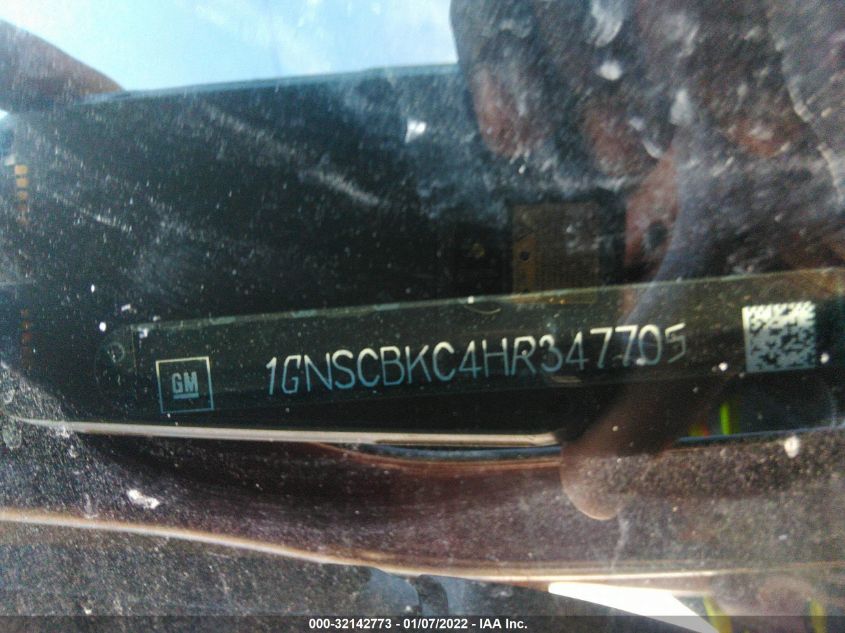 GM
1GNSCBKC4HR347705
000-32142773 - 01/07/2022 - IAA Inc.